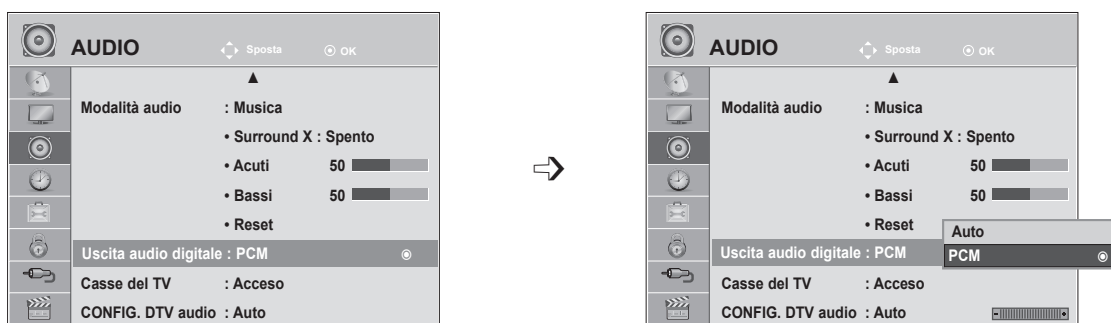 AUDIO Sposta OK
Modalità audio : Musica
• Surround X : Spento
• Acuti 50
• Bassi 50
• Reset
Uscita audio digitale : PCM
Casse del TV : Acceso
CONFIG. DTV audio : Auto
AUDIO Sposta OK
Modalità audio : Musica
• Surround X : Spento
• Acuti 50
• Bassi 50
• Reset
Auto
Uscita audio digitale : PCM PCM
Casse del TV : Acceso
CONFIG. DTV audio : Auto